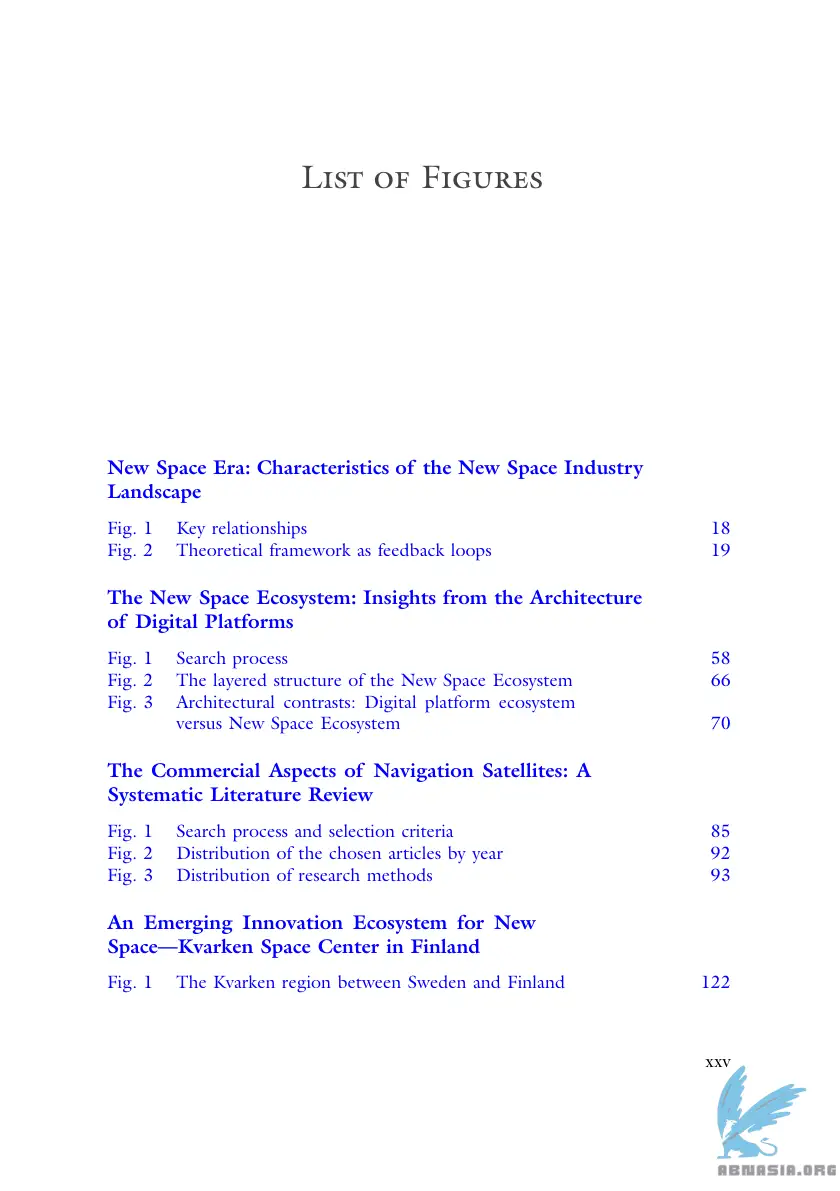 List of Figures
New Space Era: Characteristics of the New Space Industry
Landscape
Fig. 1 Key relationships 18
Fig. 2 Theoretical framework as feedback loops 19
The New Space Ecosystem: Insights from the Architecture
of Digital Platforms
Fig. 1 Search process 58
Fig. 2 The layered structure of the New Space Ecosystem 66
Fig. 3 Architectural contrasts: Digital platform ecosystem
versus New Space Ecosystem 70
The Commercial Aspects of Navigation Satellites: A
Systematic Literature Review
Fig. 1 Search process and selection criteria 85
Fig. 2 Distribution of the chosen articles by year 92
Fig. 3 Distribution of research methods 93
An Emerging Innovation Ecosystem for New
Space—Kvarken Space Center in Finland
Fig. 1 The Kvarken region between Sweden and Finland 122
xxv
ABNASIA.ORG